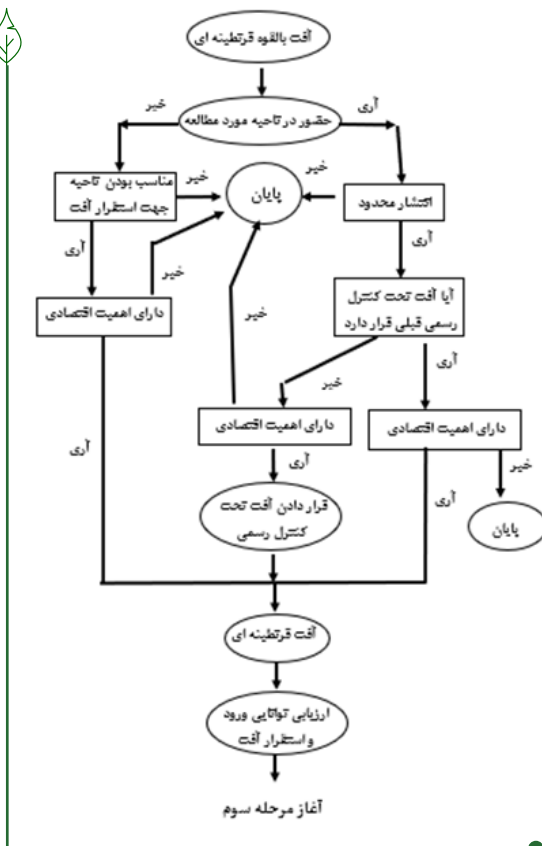 آفت بالقوه قرنطینه ای
حضور در ناحیه مورد مطالعه
آری
خیر
انتشار محدود
خیر
پایان
خیر
مناسب بودن ناحیه
جهت استقرار آفت
آری
آری
خیر
آیا آفت تحت کنترل
رسمی قبلی قرار دارد
دارای اهمیت اقتصادی
خیر
آری
خیر
دارای اهمیت اقتصادی
دارای اهمیت اقتصادی
آری
آری
خیر
آری
قرار دادن آفت تحت
کنترل رسمی
پایان
آفت قرنطینه ای
ارزیابی توانایی ورود
و استقرار آفت
آغاز مرحله سوم